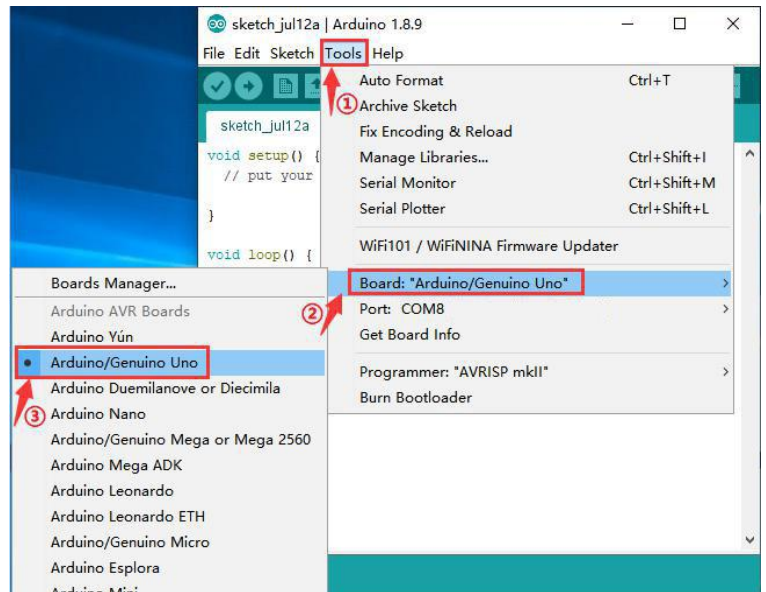 sketch_jul12a | Arduino 1.8.9
File Edit Sketch Tools Help
①
Auto Format Ctrl+T
Archive Sketch
Fix Encoding & Reload
Manage Libraries... Ctrl+Shift+I
Serial Monitor Ctrl+Shift+M
Serial Plotter Ctrl+Shift+L
WiFi101 / WiFiNINA Firmware Updater
Board: "Arduino/Genuino Uno"
Port: COM8
Get Board Info
Programmer: "AVRISP mkII"
Burn Bootloader
sketch_jul12a
void setup() {
// put your
}
void loop() {
②
Boards Manager...
Arduino AVR Boards
Arduino Yún
Arduino/Genuino Uno
Arduino Duemilanove or Diecimila
③
Arduino Nano
Arduino/Genuino Mega or Mega 2560
Arduino Mega ADK
Arduino Leonardo
Arduino Leonardo ETH
Arduino/Genuino Micro
Arduino Esplora
Arduino Mini